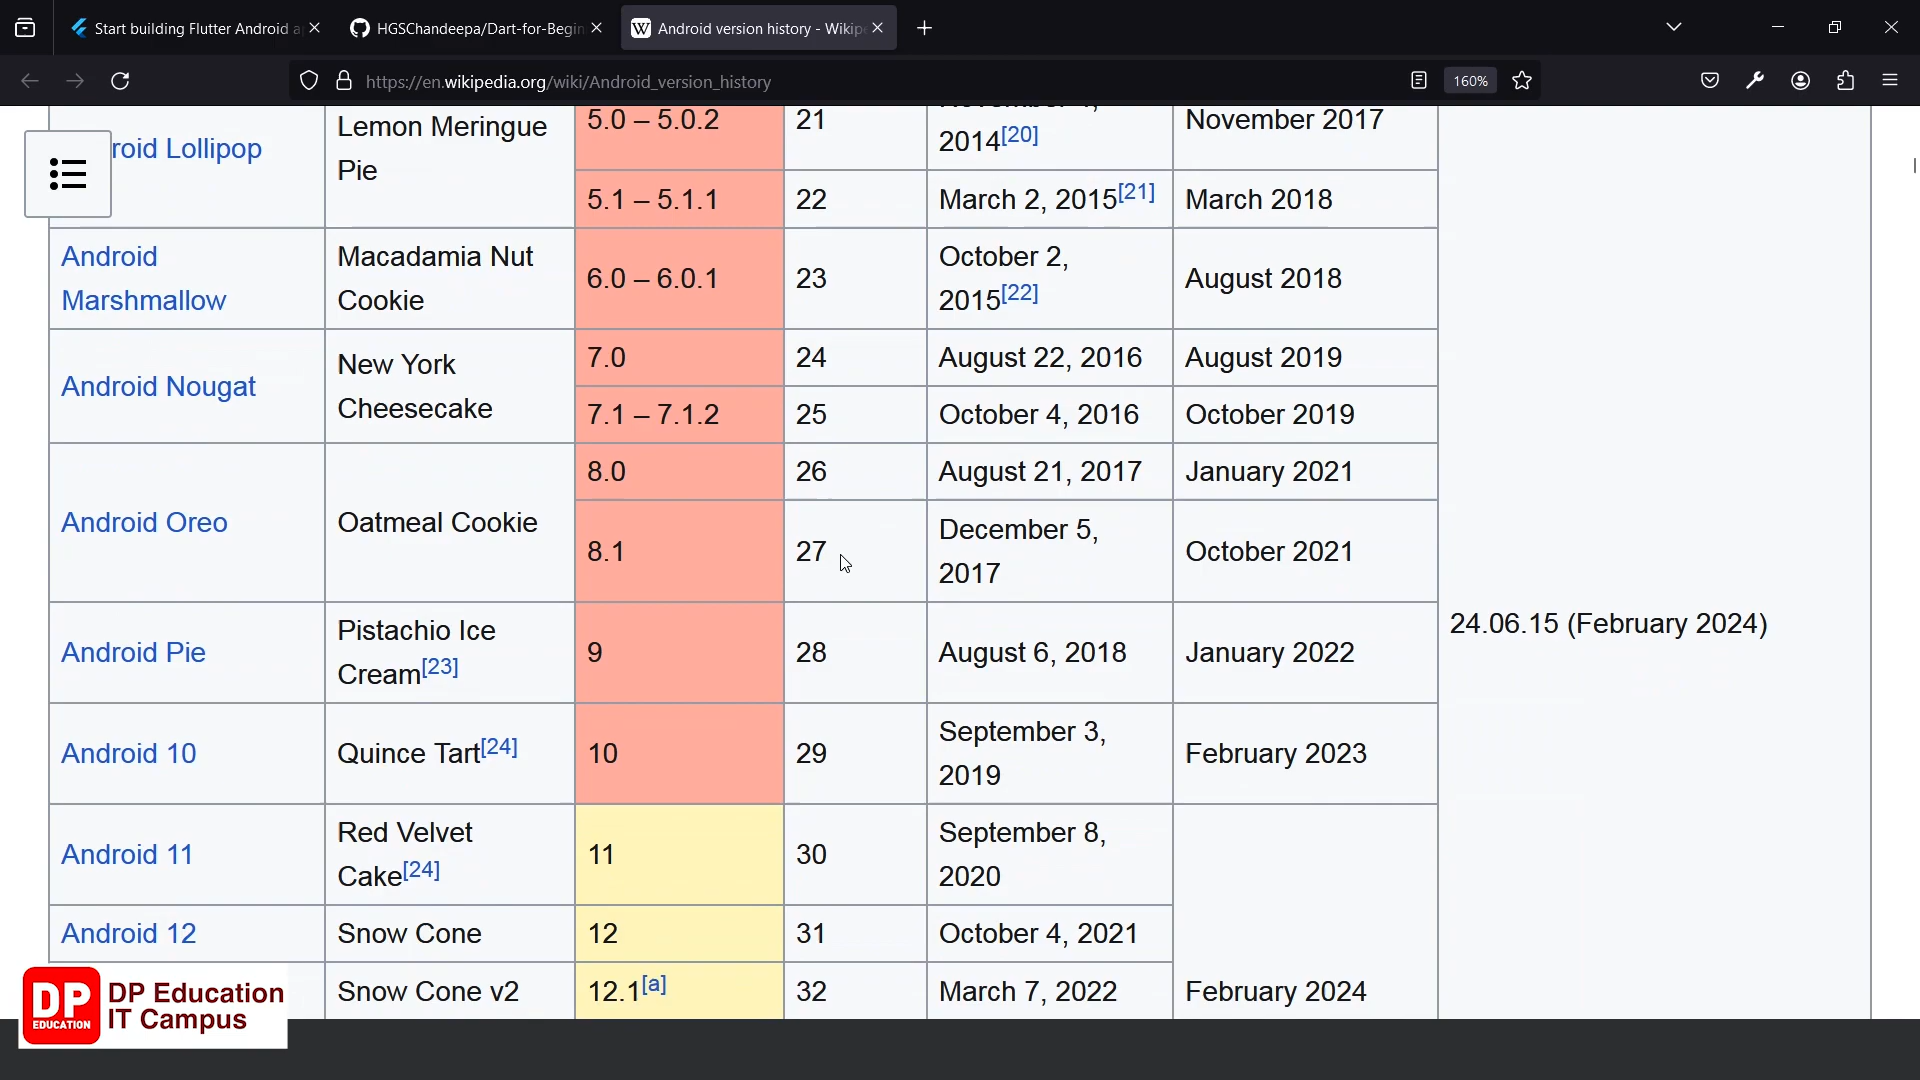 Start building Flutter Android a
HGSChandeepa/Dart-for-Begin
Android version history - Wikipe
https://en.wikipedia.org/wiki/Android_version_history
160%
roid Lollipop
Lemon Meringue
Pie
5.0 – 5.0.2
21
2014[20]
November 2017
5.1 – 5.1.1
22
March 2, 2015[21]
March 2018
Android
Marshmallow
Macadamia Nut
Cookie
6.0 – 6.0.1
23
October 2,
2015[22]
August 2018
Android Nougat
New York
Cheesecake
7.0
24
August 22, 2016
August 2019
7.1 – 7.1.2
25
October 4, 2016
October 2019
Android Oreo
Oatmeal Cookie
8.0
26
August 21, 2017
January 2021
8.1
27
December 5,
2017
October 2021
24.06.15 (February 2024)
Android Pie
Pistachio Ice
Cream[23]
9
28
August 6, 2018
January 2022
Android 10
Quince Tart[24]
10
29
September 3,
2019
February 2023
Android 11
Red Velvet
Cake[24]
11
30
September 8,
2020
Android 12
Snow Cone
12
31
October 4, 2021
Snow Cone v2
12.1[a]
32
March 7, 2022
February 2024
DP
EDUCATION
DP Education
IT Campus